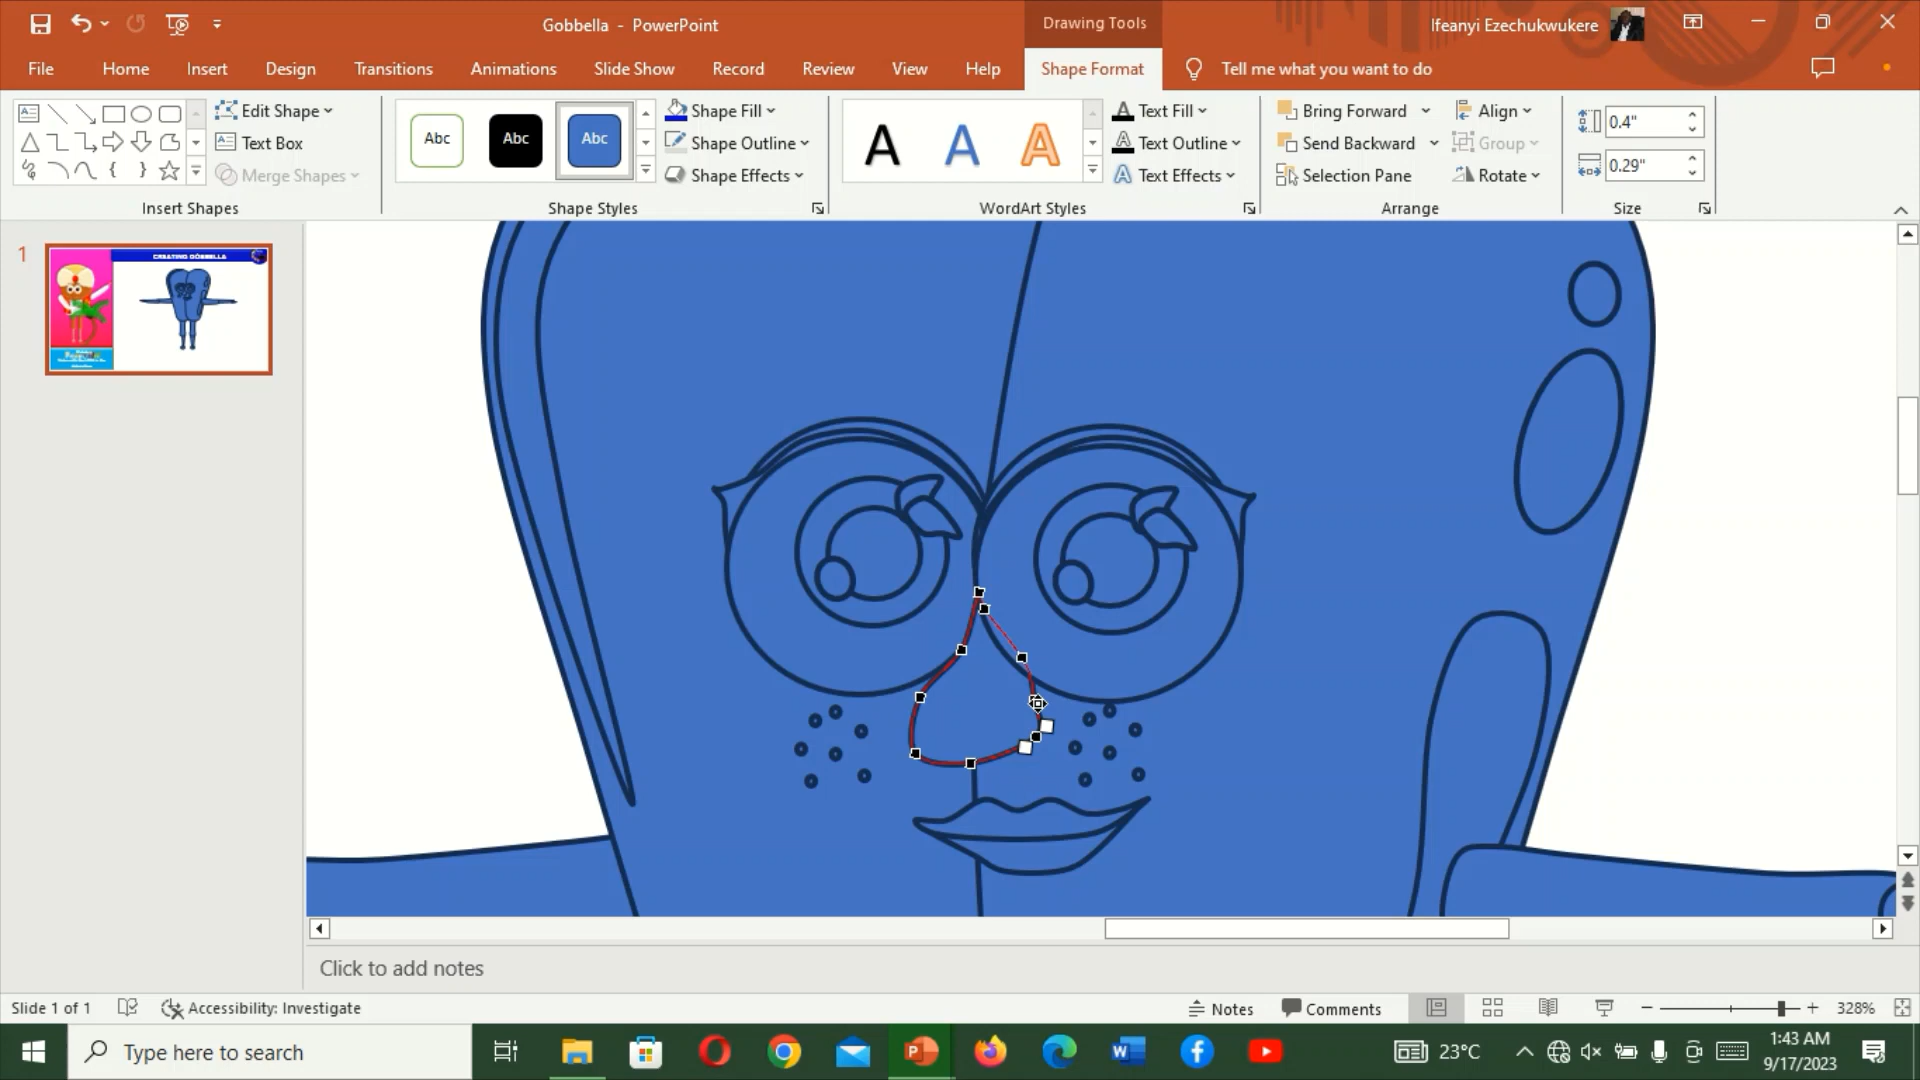 Gobbella - PowerPoint
Drawing Tools
Ifeanyi Ezechukwukere
File
Home
Insert
Design
Transitions
Animations
Slide Show
Record
Review
View
Help
Shape Format
Tell me what you want to do
Edit Shape
Text Box
Merge Shapes
Insert Shapes
Abc
Abc
Abc
Shape Fill
Shape Outline
Shape Effects
Shape Styles
A
A
A
Text Fill
Text Outline
Text Effects
WordArt Styles
Bring Forward
Send Backward
Selection Pane
Align
Group
Rotate
Arrange
0.4"
0.29"
Size
1
CREATING GOBBELLA
Click to add notes
Slide 1 of 1
Accessibility: Investigate
Notes
Comments
328%
Type here to search
23°C
1:43 AM
9/17/2023